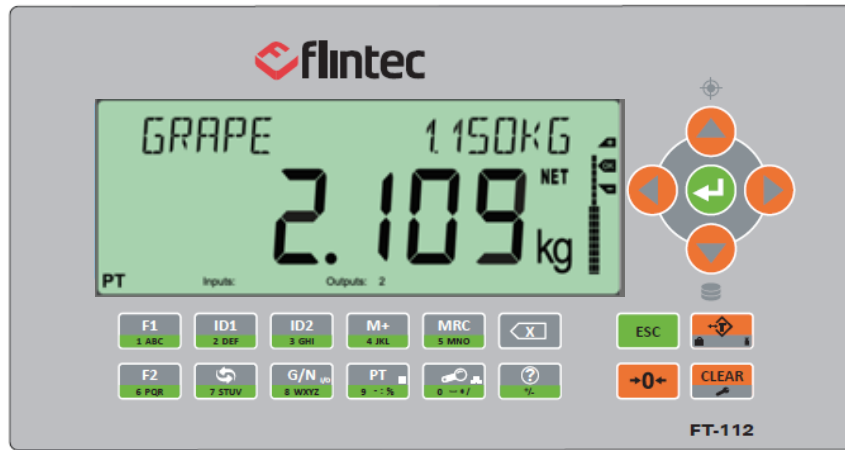 flintec
GRAPE 1.150KG
2.109 kg NET
OK
PT Inputs: Outputs: 2
F1 ID1 ID2 M+ MRC X
1 ABC 2 DEF 3 GHI 4 JKL 5 MNO
ESC T
F2 G/N I/O PT ?
6 PQR 7 STUV 8 WXYZ 9 - : % 0 — * / */-
→0← CLEAR
FT-112